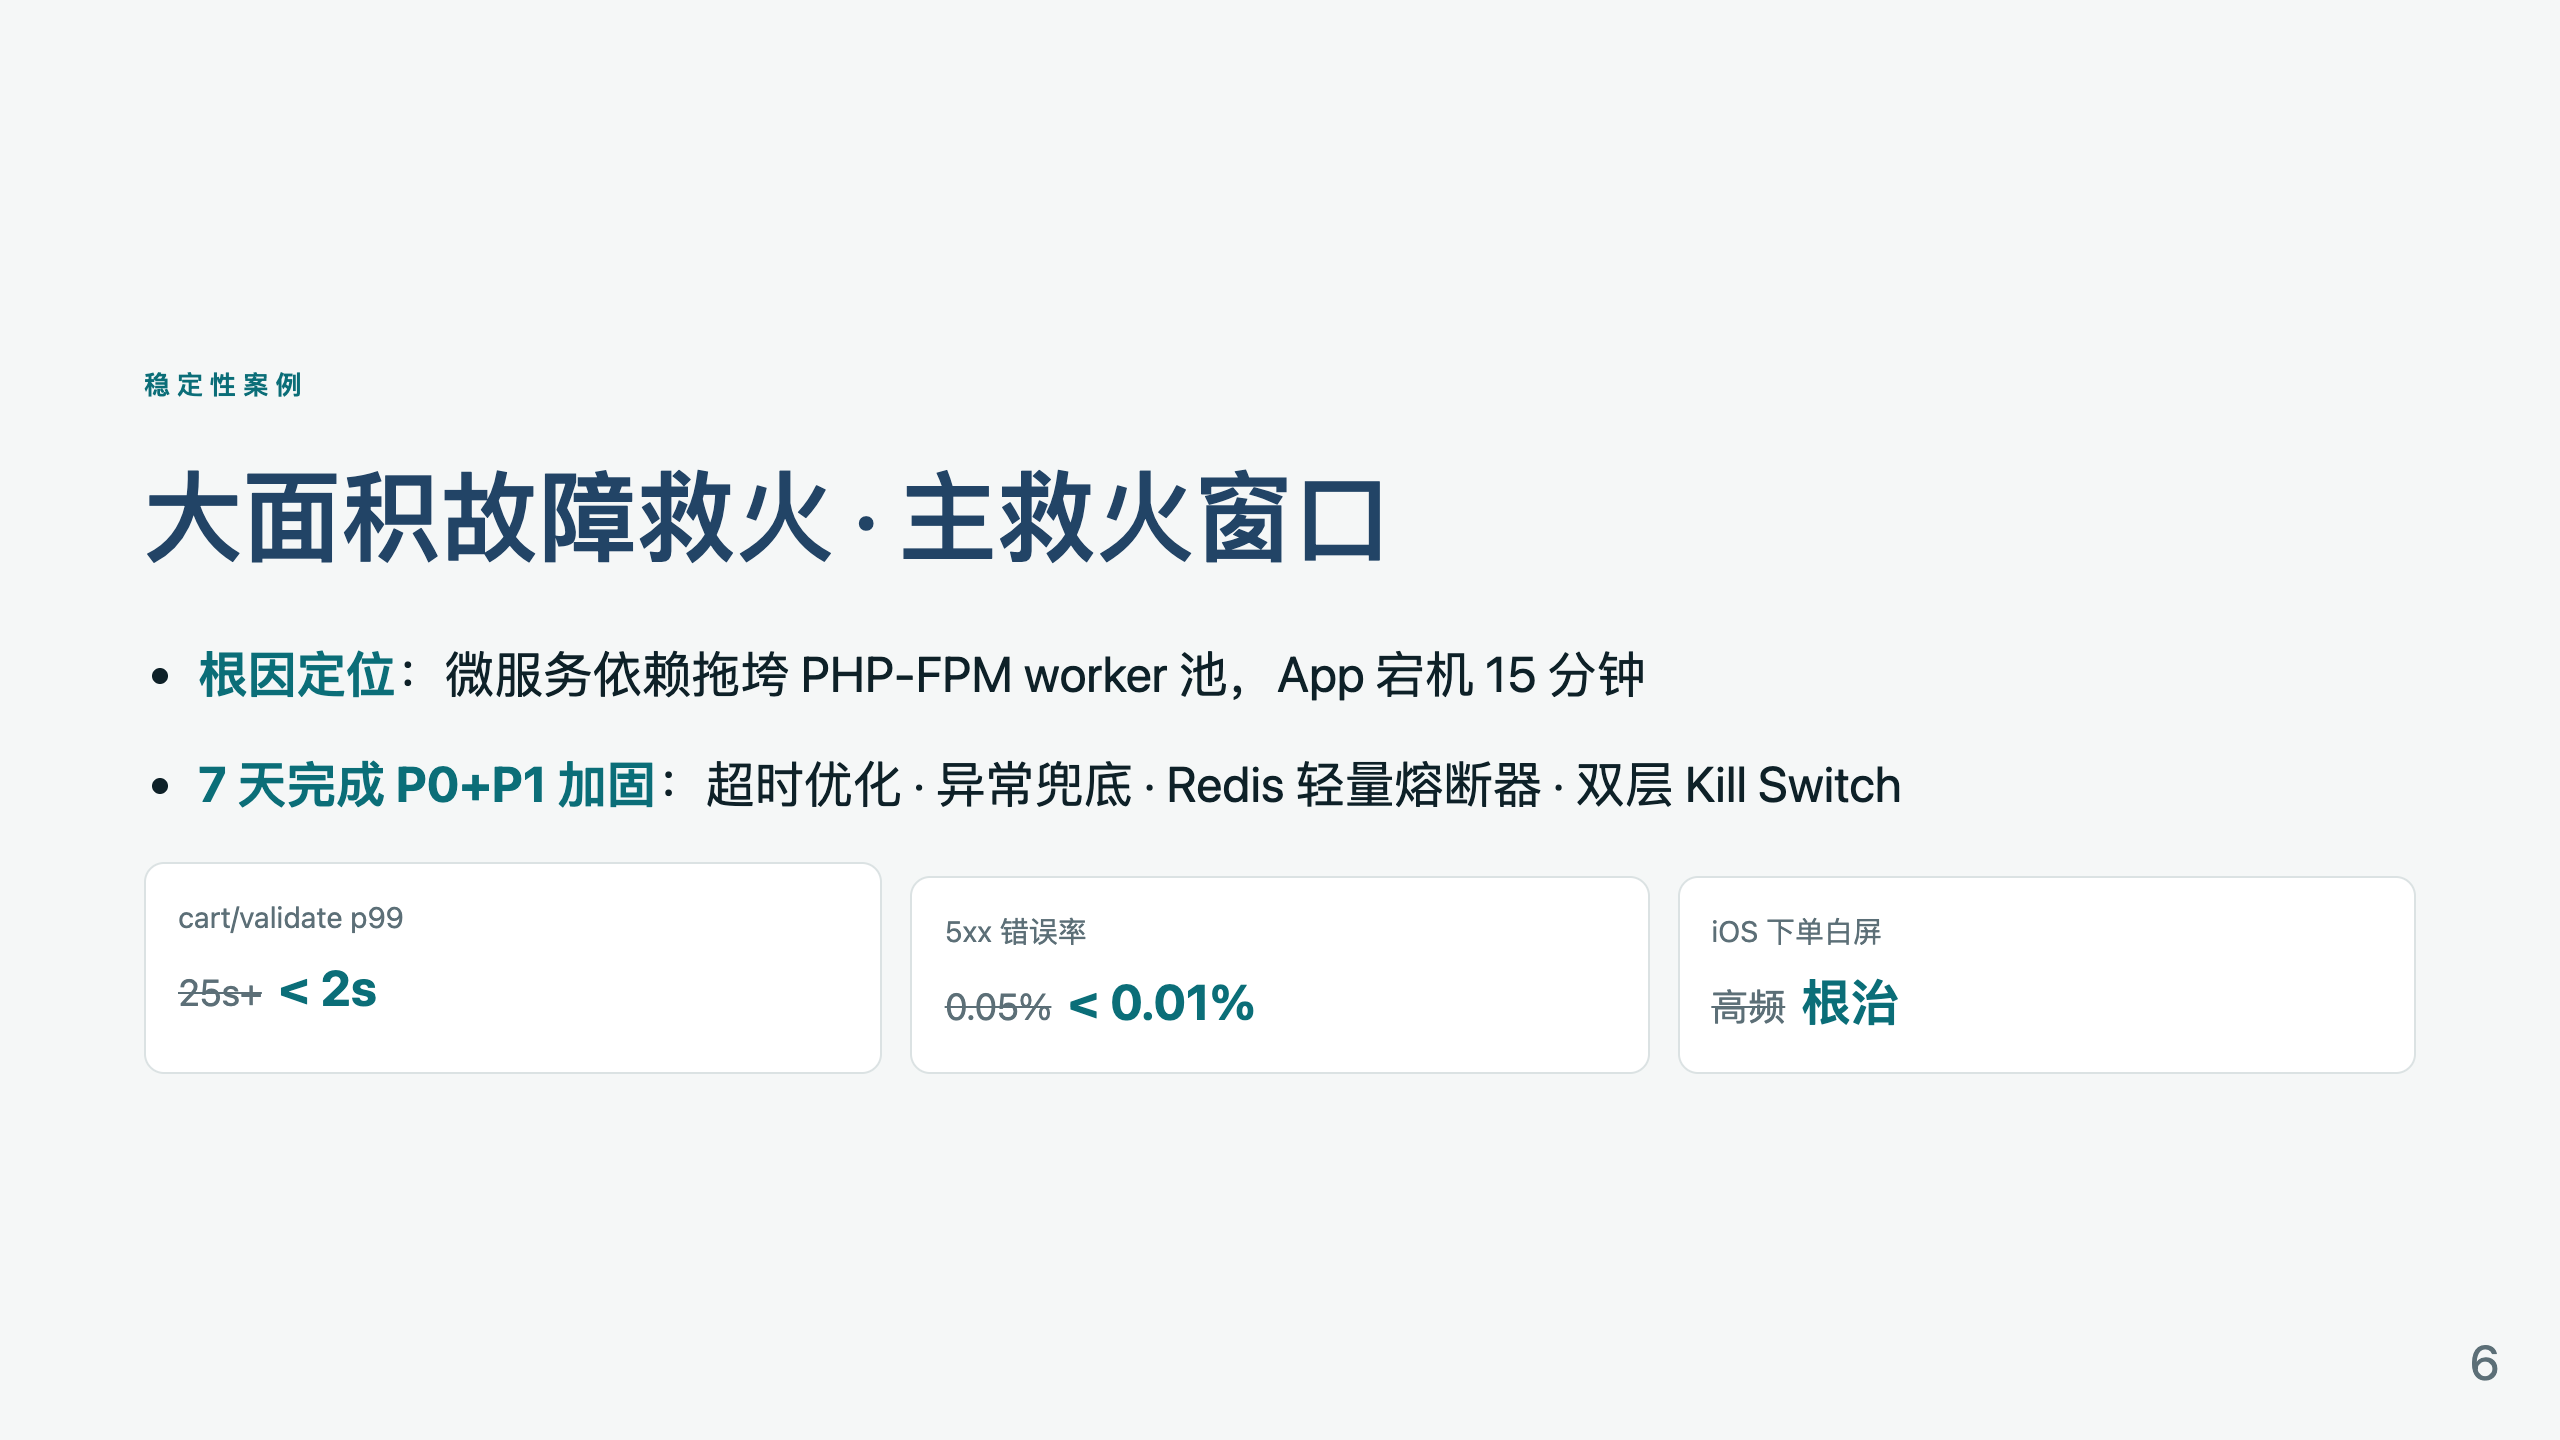 稳定性案例
大面积故障救火 · 主救火窗口
• 根因定位：微服务依赖拖垮 PHP-FPM worker 池，App 宕机 15 分钟
• 7 天完成 P0+P1 加固：超时优化 · 异常兜底 · Redis 轻量熔断器 · 双层 Kill Switch
cart/validate p99
25s+ < 2s
5xx 错误率
0.05% < 0.01%
iOS 下单白屏
高频 根治
6